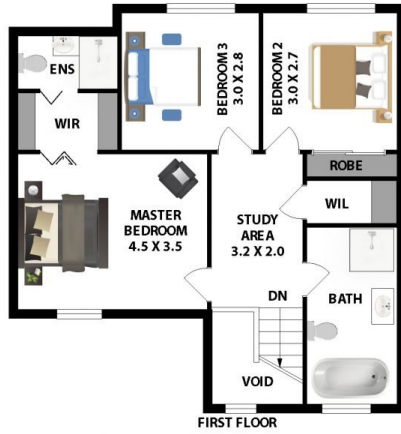 ENS
BEDROOM 3
3.0 X 2.8
BEDROOM 2
3.0 X 2.7
WIR
ROBE
WIL
MASTER
BEDROOM
4.5 X 3.5
STUDY
AREA
3.2 X 2.0
DN
BATH
VOID
FIRST FLOOR